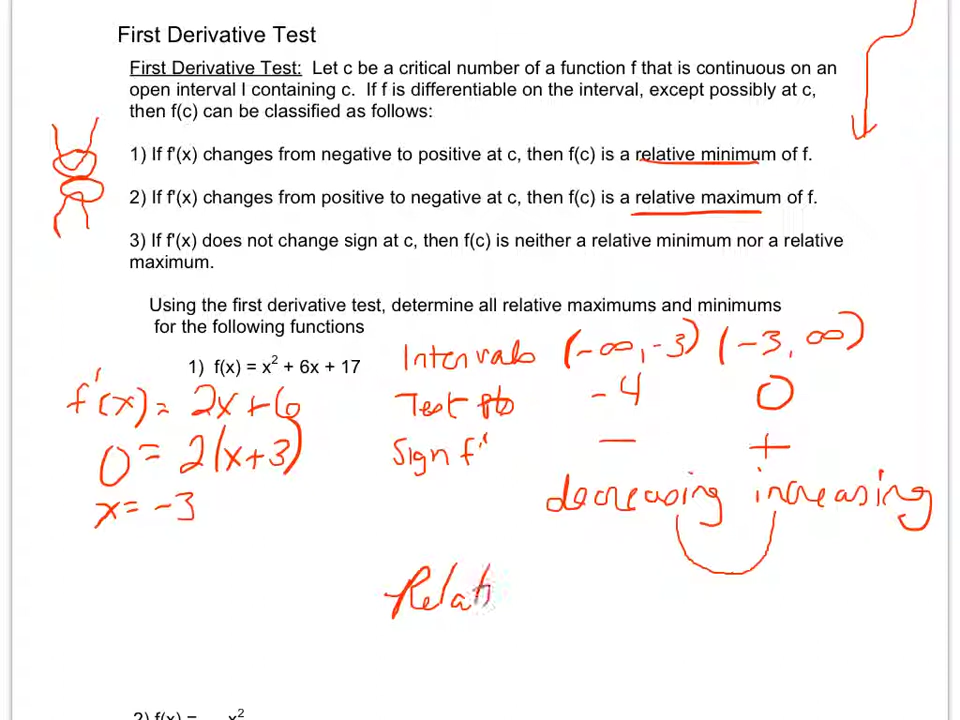 First Derivative Test
First Derivative Test: Let c be a critical number of a function f that is continuous on an
open interval I containing c. If f is differentiable on the interval, except possibly at c,
then f(c) can be classified as follows:
1) If f'(x) changes from negative to positive at c, then f(c) is a relative minimum of f.
2) If f'(x) changes from positive to negative at c, then f(c) is a relative maximum of f.
3) If f'(x) does not change sign at c, then f(c) is neither a relative minimum nor a relative
maximum.
Using the first derivative test, determine all relative maximums and minimums
for the following functions
1) f(x) = x² + 6x + 17
Intervals (-∞, -3) (-3, ∞)
f'(x) = 2x + 6
Test pts -4 0
0 = 2(x+3)
Sign f' − +
x = -3
decreasing increasing
Relat
2) f(x) = x²